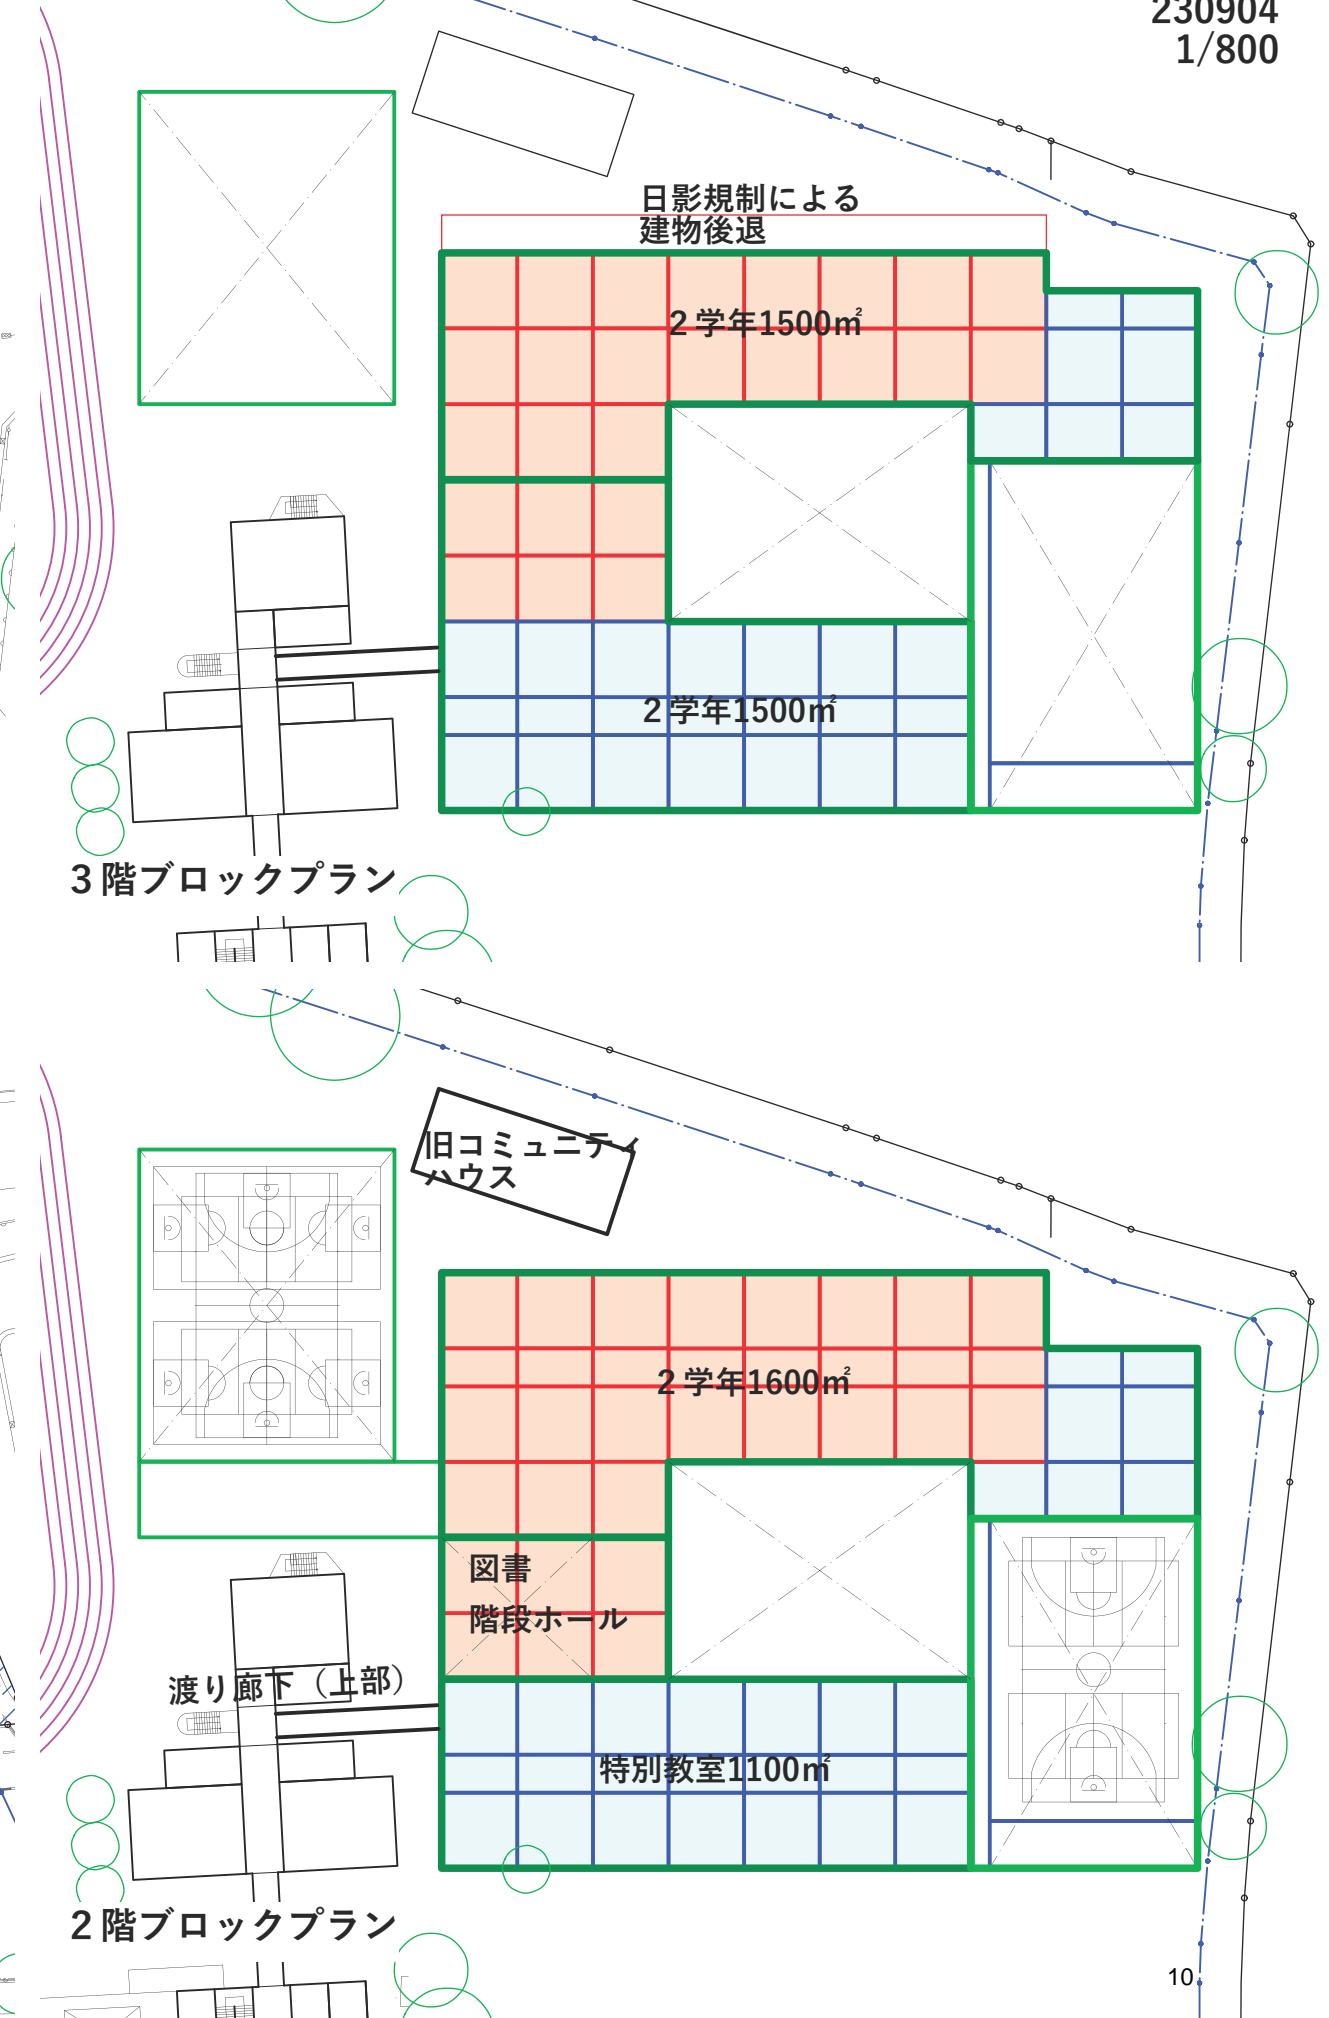 230904
1/800
日影規制による
建物後退
２学年1500㎡
２学年1500㎡
３階ブロックプラン
旧コミュニティ
ハウス
２学年1600㎡
図書
階段ホール
渡り廊下（上部）
特別教室1100㎡
２階ブロックプラン
10